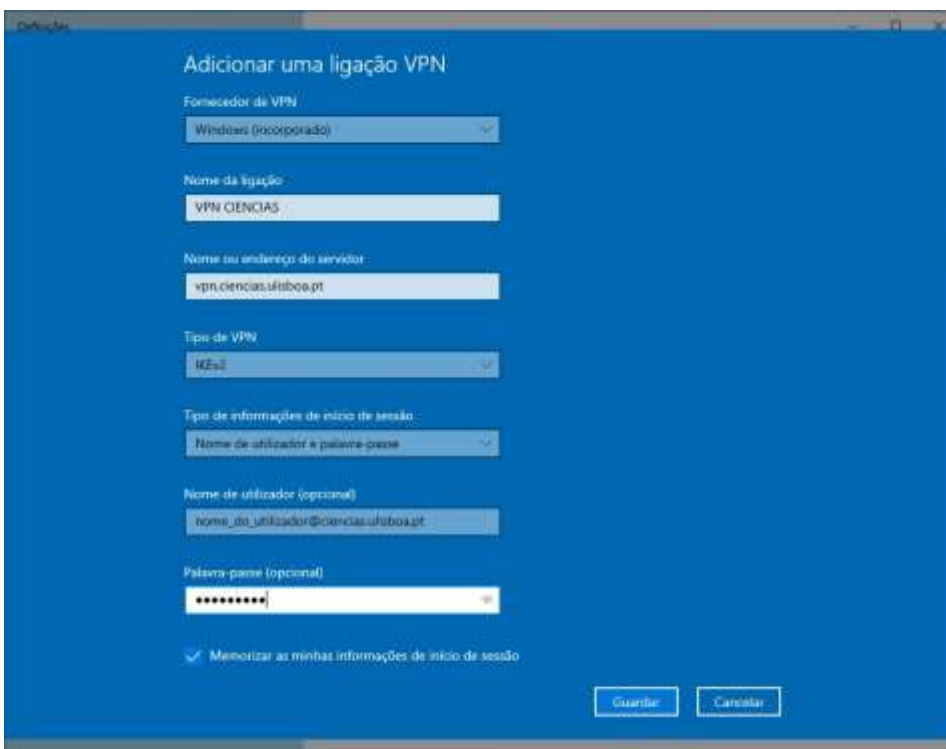 Definições
Adicionar uma ligação VPN
Fornecedor de VPN
Windows (incorporado)
Nome da ligação
VPN CIENCIAS
Nome ou endereço do servidor
vpn.ciencias.ulisboa.pt
Tipo de VPN
IKEv2
Tipo de informações de início de sessão
Nome de utilizador e palavra-passe
Nome de utilizador (opcional)
nome_do_utilizador@ciencias.ulisboa.pt
Palavra-passe (opcional)
•••••••••
Memorizar as minhas informações de início de sessão
Guardar
Cancelar